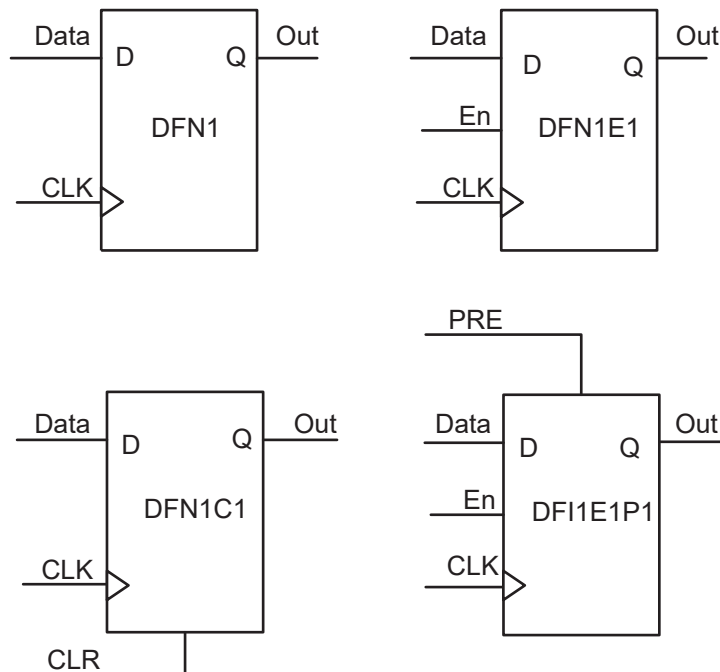 Data
Out
D
Q
DFN1
CLK
Data
Out
D
Q
En
DFN1E1
CLK
Data
Out
D
Q
DFN1C1
CLK
CLR
PRE
Data
Out
D
Q
En
DFI1E1P1
CLK